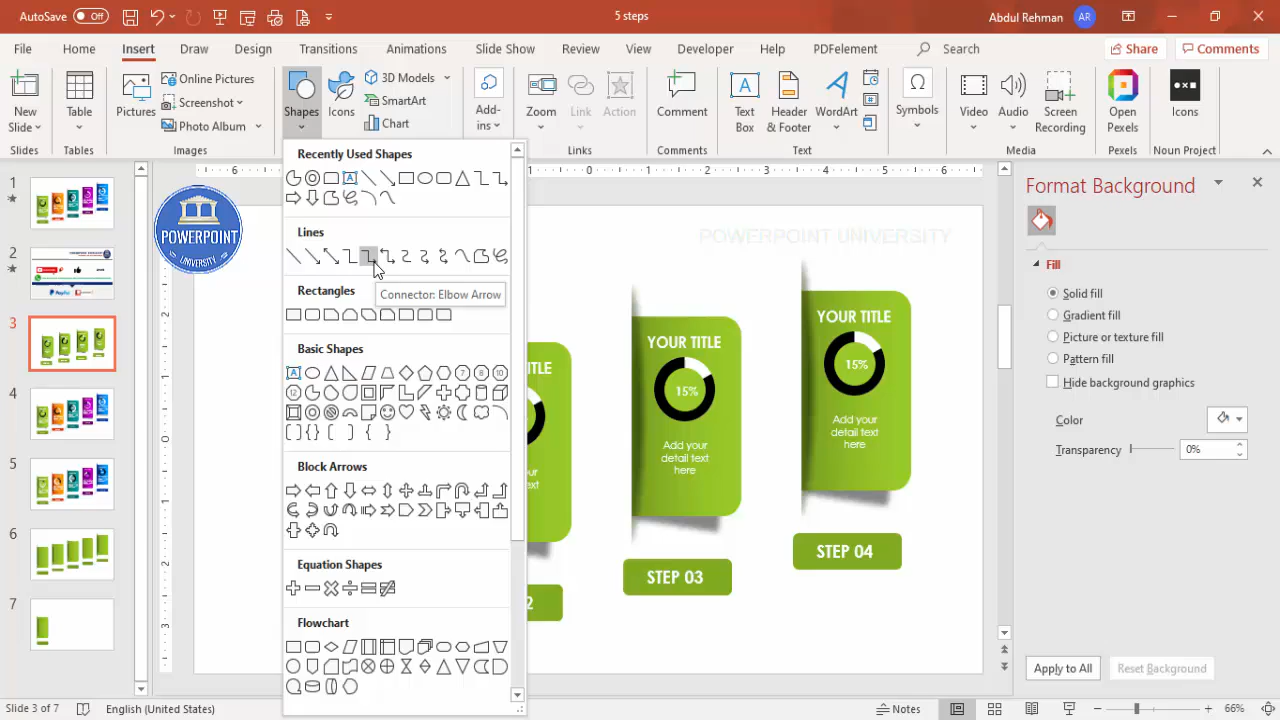 AutoSave Off
5 steps
Abdul Rehman AR
File Home Insert Draw Design Transitions Animations Slide Show Review View Developer Help PDFelement Search Share Comments
New
Slide
Table
Pictures
Online Pictures
Screenshot
Photo Album
Shapes
Icons
3D Models
SmartArt
Chart
Add-
ins
Zoom
Link
Action
Comment
Text
Box
Header
& Footer
WordArt
Symbols
Video
Audio
Screen
Recording
Open
Pexels
Icons
Slides Tables Images Links Comments Text Media Pexels Noun Project
Recently Used Shapes
Lines
Connector: Elbow Arrow
Rectangles
Basic Shapes
Block Arrows
Equation Shapes
Flowchart
1
2
3
4
5
6
7
POWERPOINT
UNIVERSITY
POWERPOINT UNIVERSITY
YOUR TITLE
15%
Add your
detail text
here
STEP 03
YOUR TITLE
15%
Add your
detail text
here
STEP 04
Format Background
Fill
Solid fill
Gradient fill
Picture or texture fill
Pattern fill
Hide background graphics
Color
Transparency 0%
Apply to All Reset Background
Slide 3 of 7 English (United States) Notes 66%